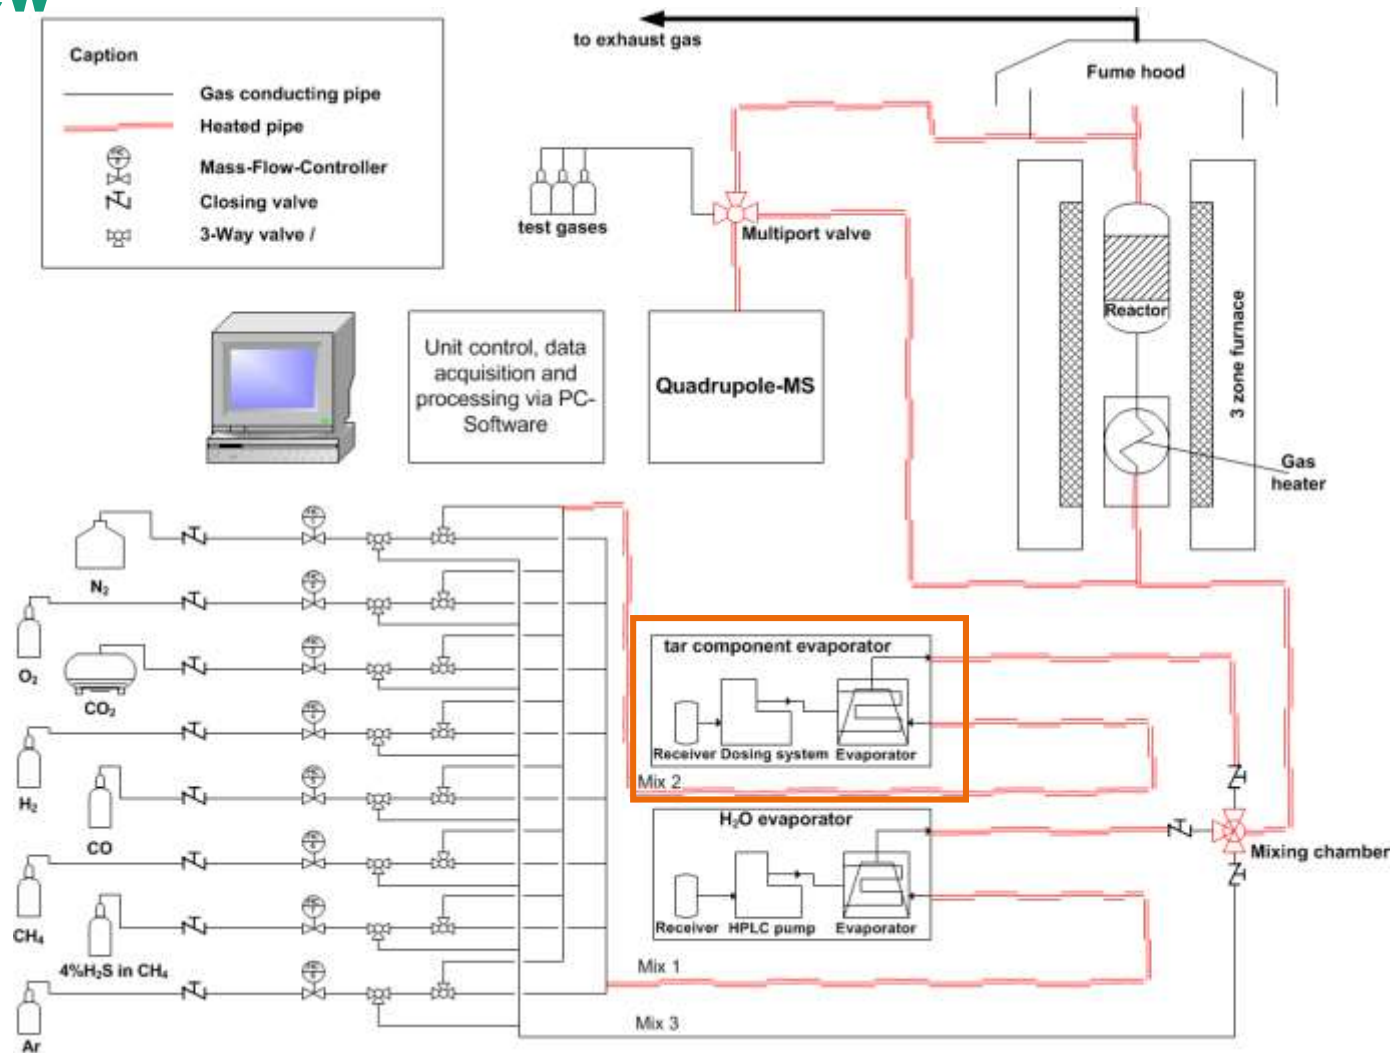 Caption
Gas conducting pipe
Heated pipe
Mass-Flow-Controller
Closing valve
3-Way valve /
to exhaust gas
Fume hood
test gases
Multiport valve
Reactor
3 zone furnace
Unit control, data
acquisition and
processing via PC-
Software
Quadrupole-MS
Gas
heater
N₂
O₂
CO₂
H₂
CO
CH₄
4%H₂S in CH₄
Ar
tar component evaporator
Receiver Dosing system Evaporator
Mix 2
H₂O evaporator
Receiver HPLC pump Evaporator
Mixing chamber
Mix 1
Mix 3